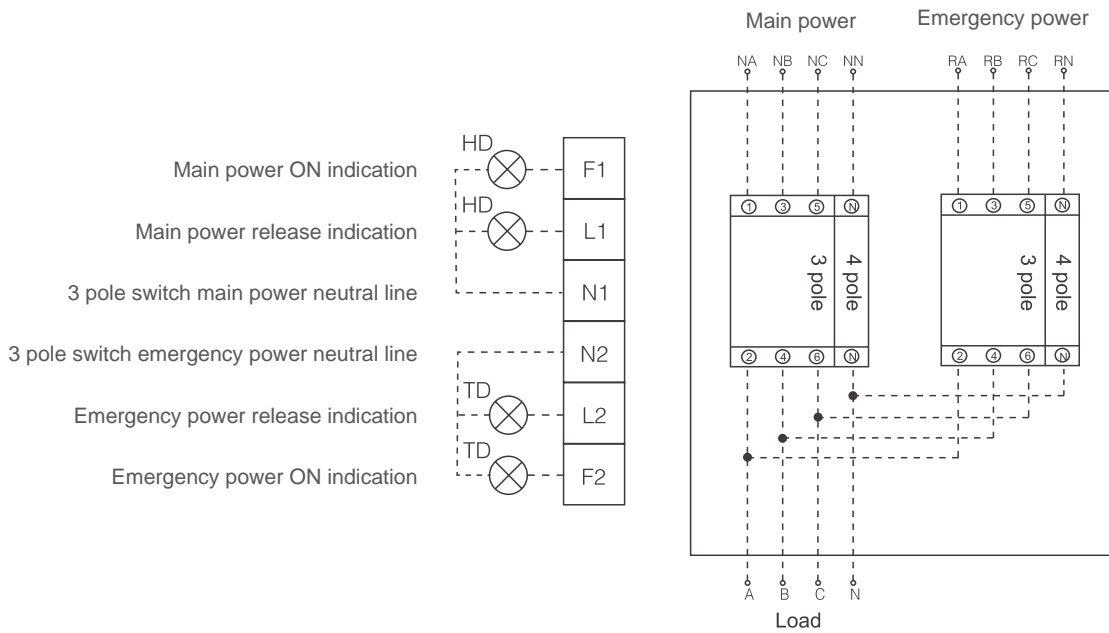 Main power Emergency power
NA NB NC NN RA RB RC RN
HD
Main power ON indication F1
HD
Main power release indication L1
3 pole switch main power neutral line N1
3 pole switch emergency power neutral line N2
TD
Emergency power release indication L2
TD
Emergency power ON indication F2
1 3 5 N 1 3 5 N
3 pole 4 pole 3 pole 4 pole
2 4 6 N 2 4 6 N
A B C N
Load